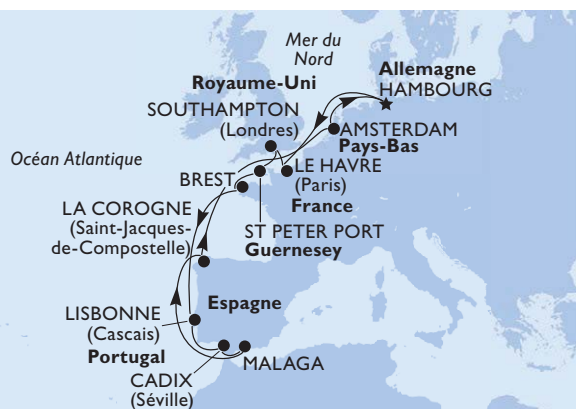 Mer du
Nord
Allemagne
HAMBOURG
Royaume-Uni
SOUTHAMPTON
(Londres)
AMSTERDAM
Pays-Bas
Océan Atlantique
LE HAVRE
(Paris)
France
BREST
LA COROGNE
(Saint-Jacques-
de-Compostelle)
ST PETER PORT
Guernesey
Espagne
LISBONNE
(Cascais)
Portugal
MALAGA
CADIX
(Séville)